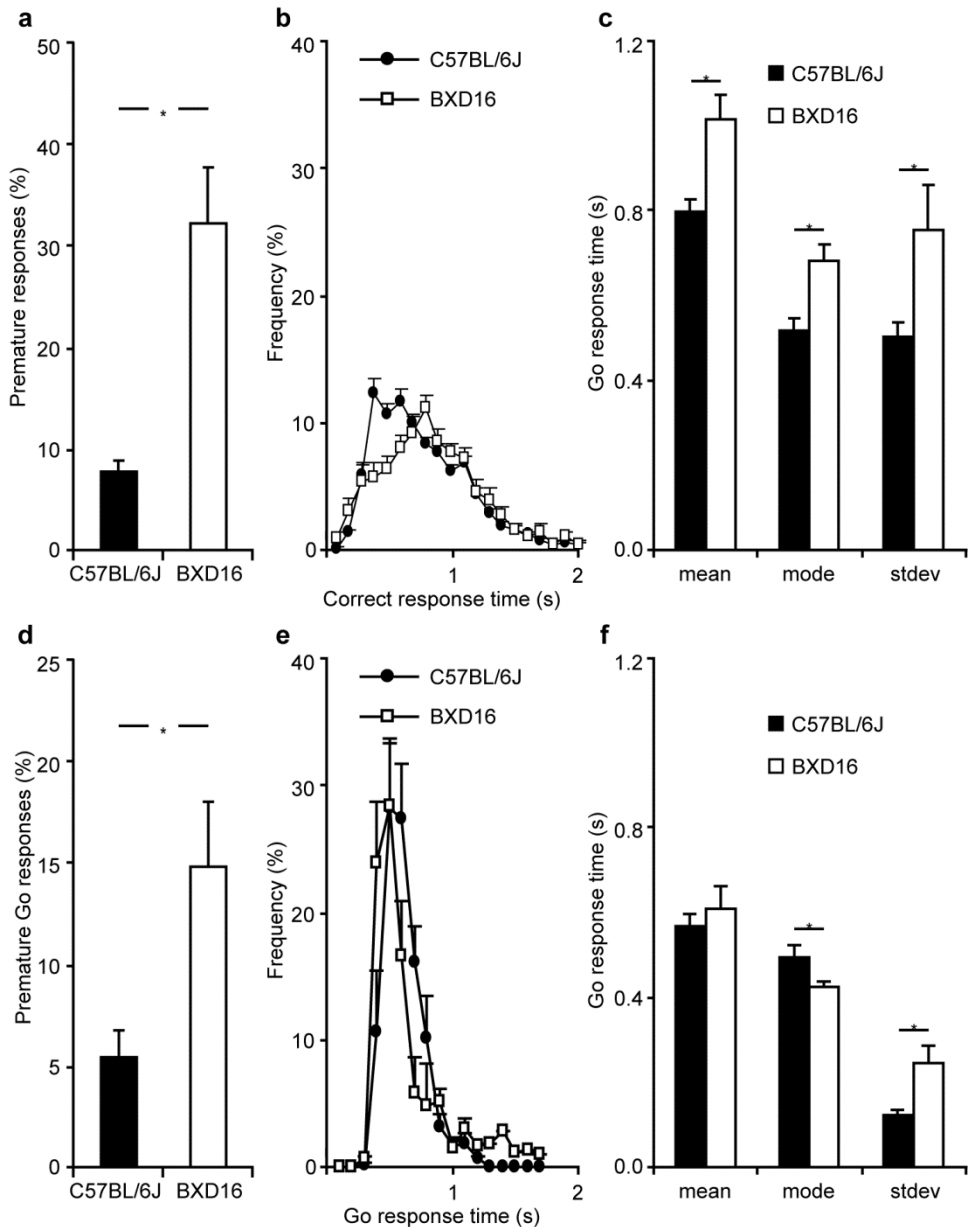 a
Premature responses (%)
50
40
30
20
10
0
*
C57BL/6J BXD16
b
Frequency (%)
40
30
20
10
0
C57BL/6J
BXD16
1 2
Correct response time (s)
c
Go response time (s)
1.2
0.8
0.4
0.0
C57BL/6J
BXD16
* * *
mean mode stdev
d
Premature Go responses (%)
25
20
15
10
5
0
*
C57BL/6J BXD16
e
Frequency (%)
40
30
20
10
0
C57BL/6J
BXD16
1 2
Go response time (s)
f
Go response time (s)
1.2
0.8
0.4
0.0
C57BL/6J
BXD16
* *
mean mode stdev